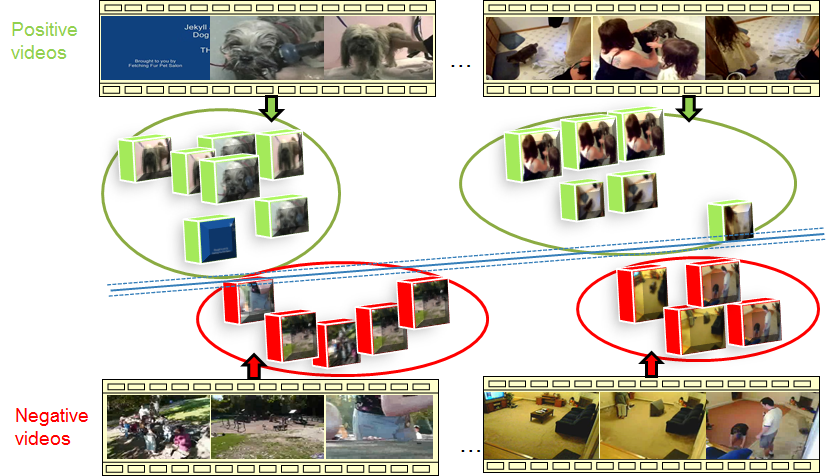 Positive
videos
Jekyll
Dog
TH
Brought to you by
Fetching Fur Pet Salon
...
Negative
videos
...